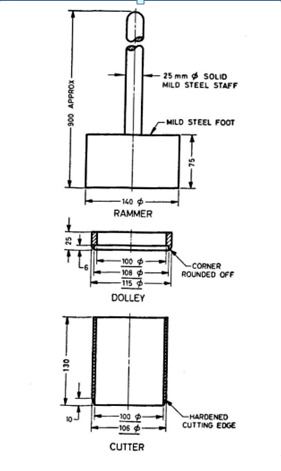 900 APPROX
25 mm ϕ SOLID
MILD STEEL STAFF
MILD STEEL FOOT
75
140 ϕ
RAMMER
25
6
100 ϕ
108 ϕ
115 ϕ
CORNER
ROUNDED OFF
DOLLEY
130
10
100 ϕ
106 ϕ
HARDENED
CUTTING EDGE
CUTTER